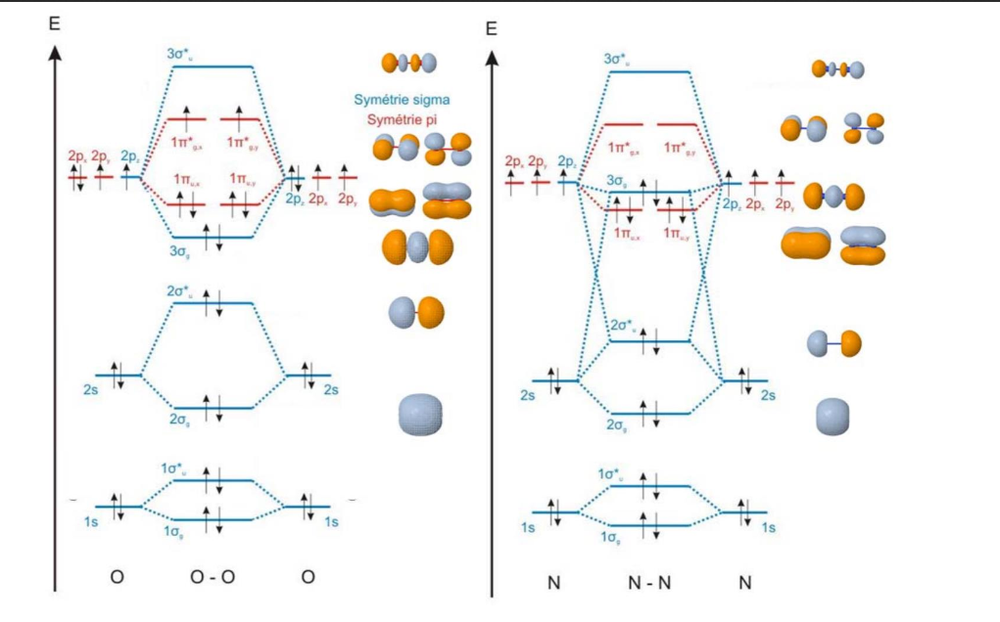 E
3σ*u
Symétrie sigma
Symétrie pi
1π*g,x 1π*g,y
2px 2py 2pz
1πu,x 1πu,y
2pz 2px 2py
3σg
2σ*u
2s 2s
2σg
1σ*u
1s 1s
1σg
O O - O O
E
3σ*u
1π*g,x 1π*g,y
2px 2py 2pz
3σg
2pz 2px 2py
1πu,x 1πu,y
2σ*u
2s 2s
2σg
1σ*u
1s 1s
1σg
N N - N N